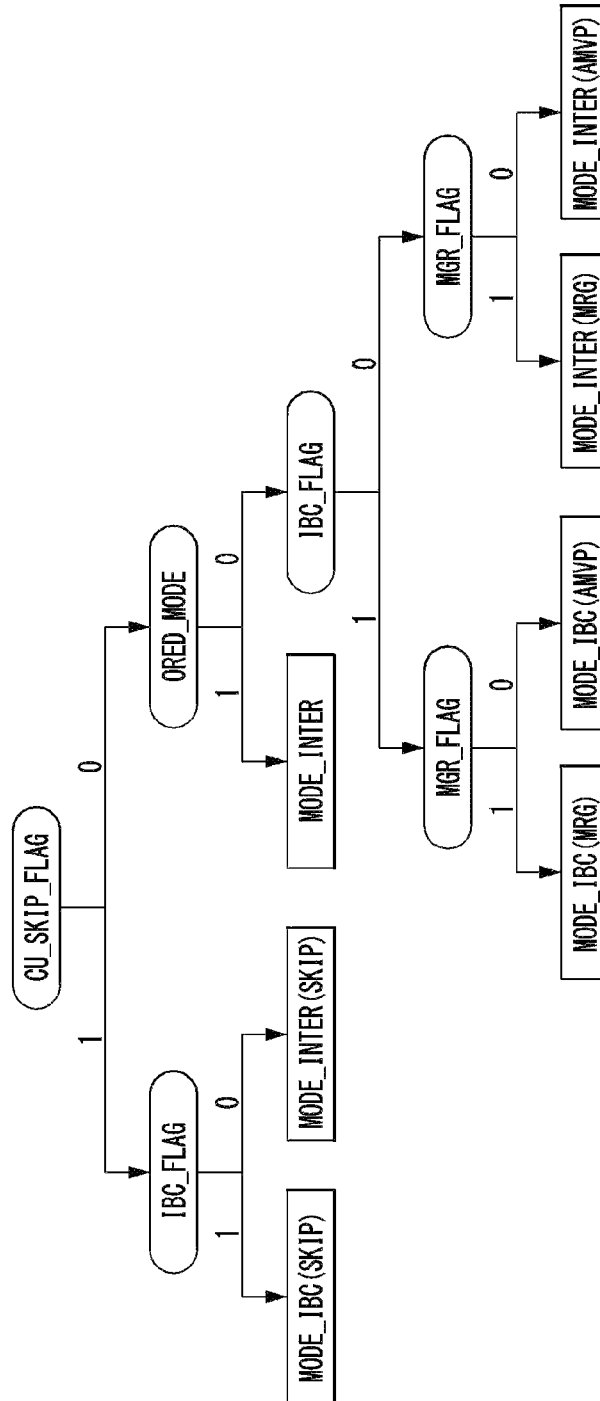 CU_SKIP_FLAG
1
0
IBC_FLAG
ORED_MODE
1
0
1
0
MODE_IBC(SKIP)
MODE_INTER(SKIP)
MODE_INTER
IBC_FLAG
1
0
MGR_FLAG
MGR_FLAG
1
0
1
0
MODE_IBC(MRG)
MODE_IBC(AMVP)
MODE_INTER(MRG)
MODE_INTER(AMVP)